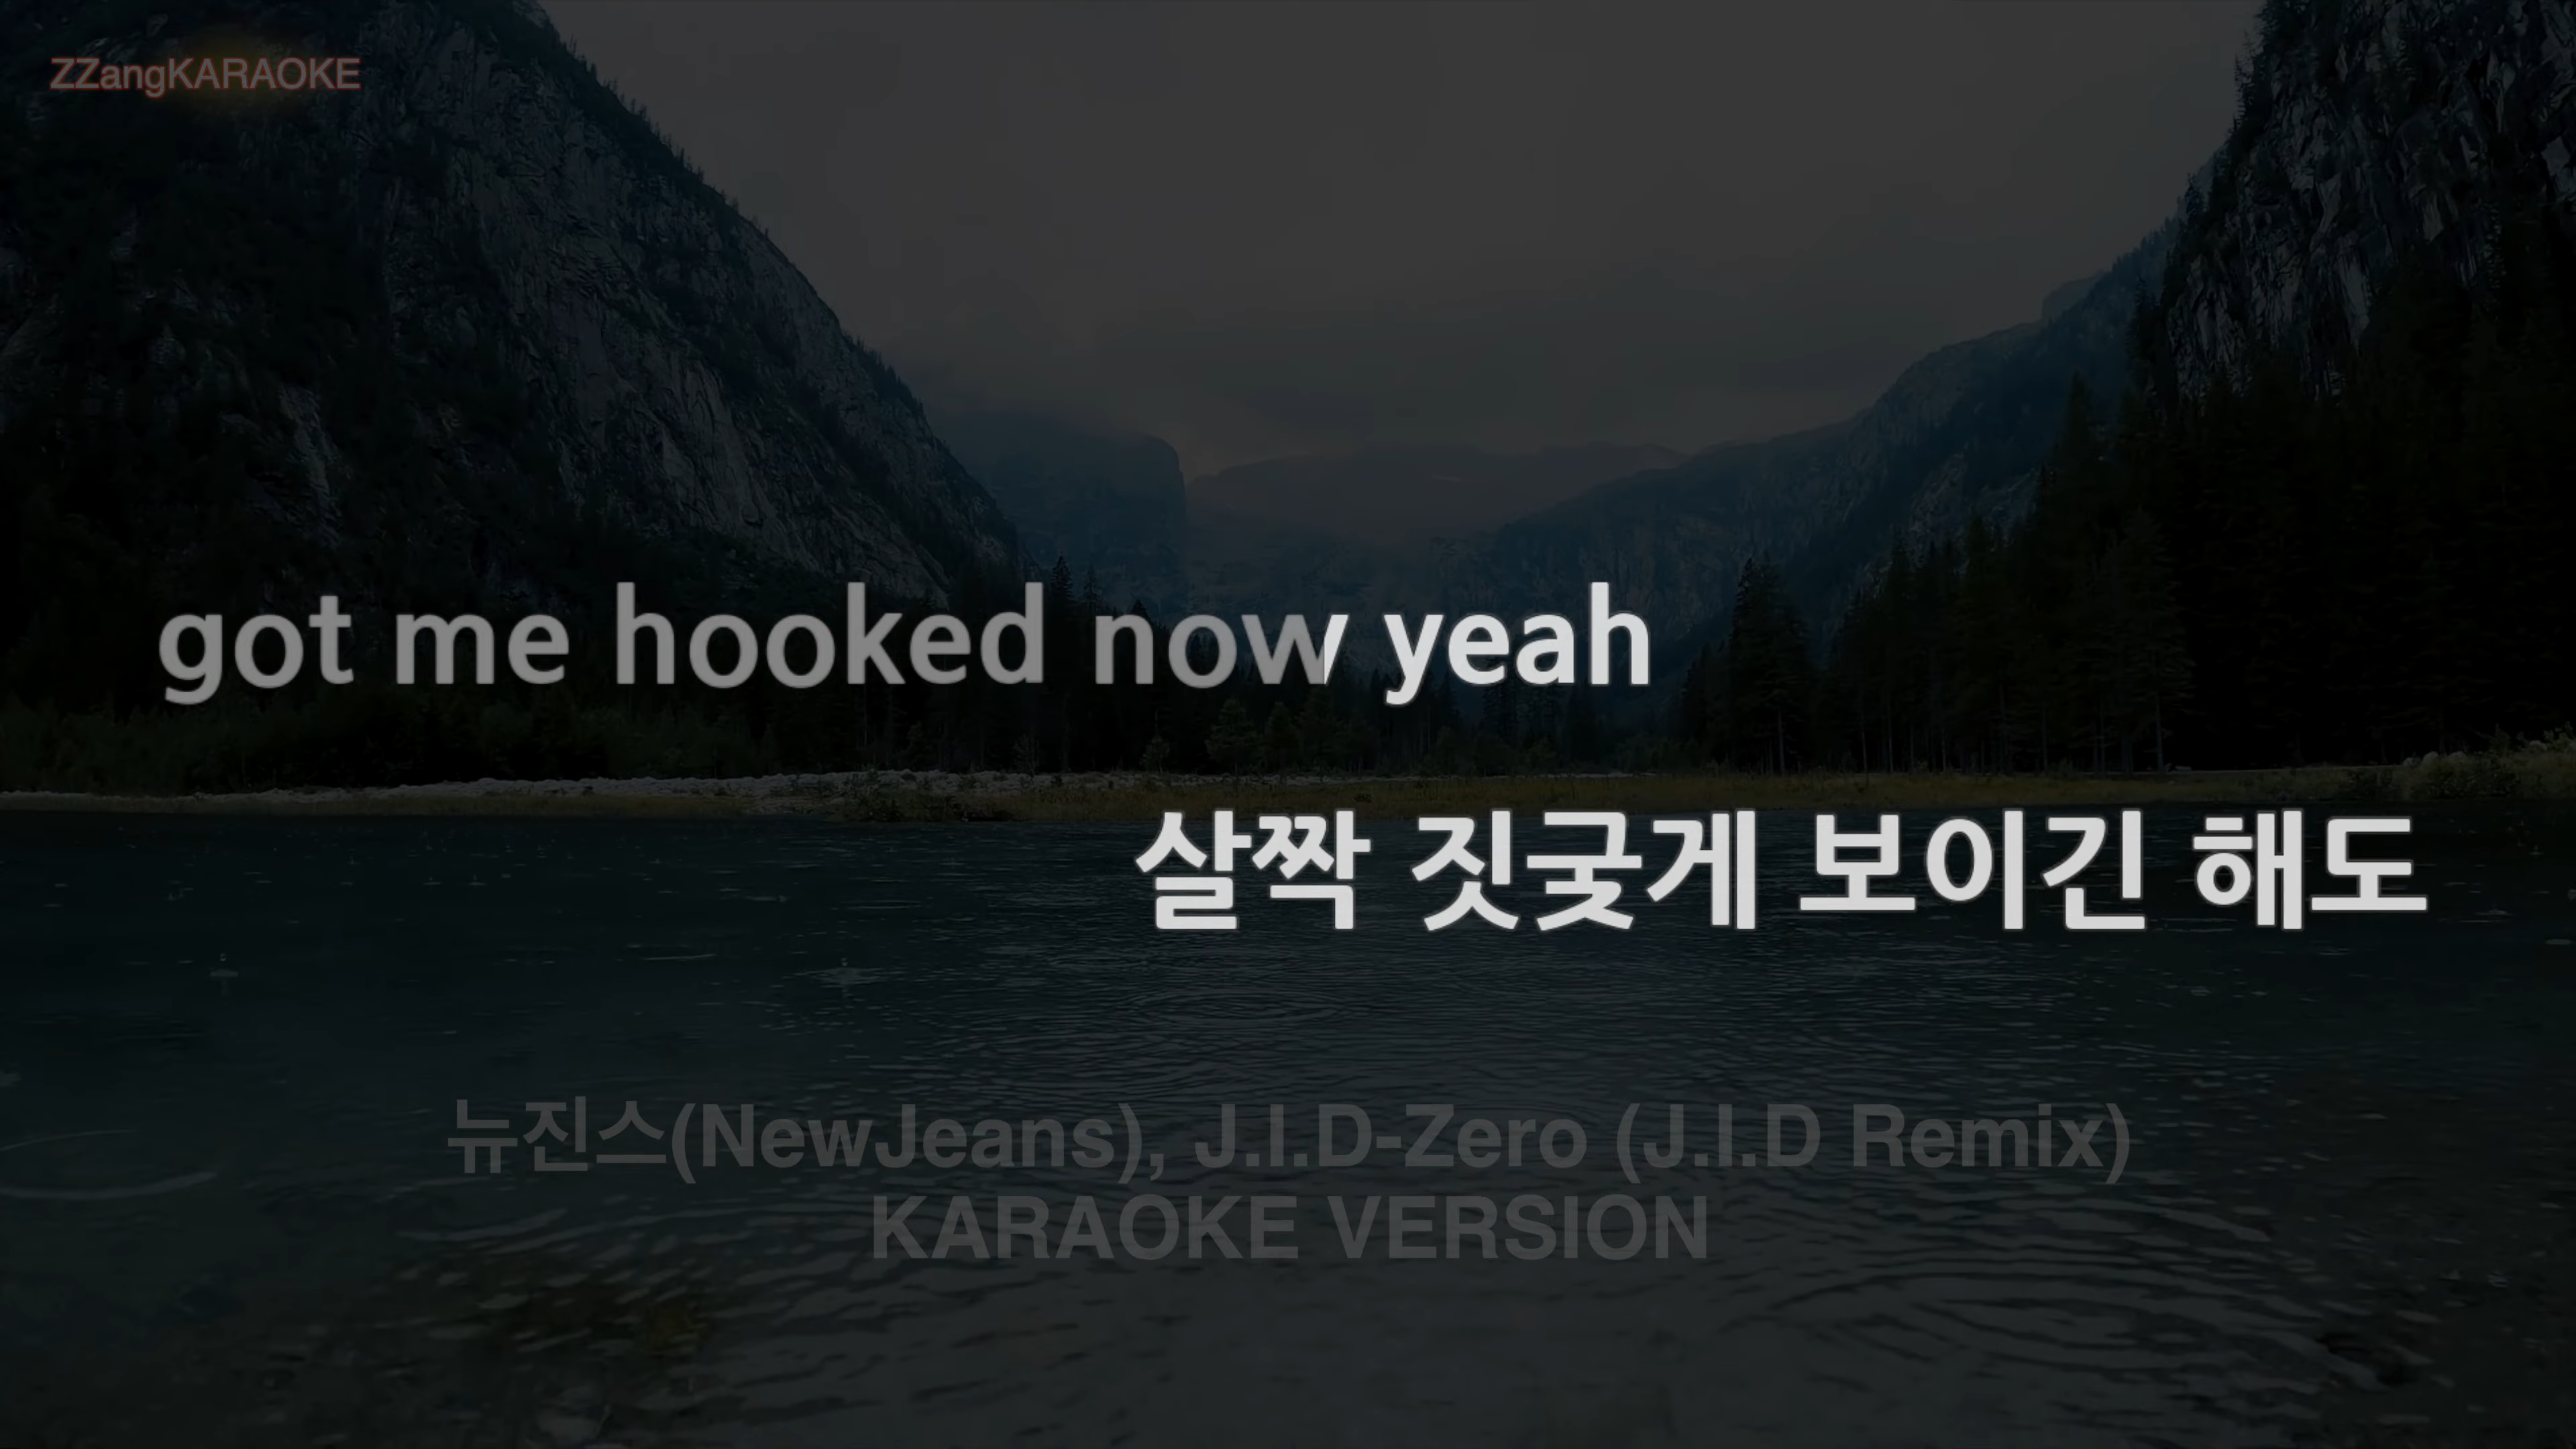 ZZangKARAOKE
got me hooked now yeah
살짝 짓궂게 보이긴 해도
뉴진스(NewJeans), J.I.D-Zero (J.I.D Remix)
KARAOKE VERSION